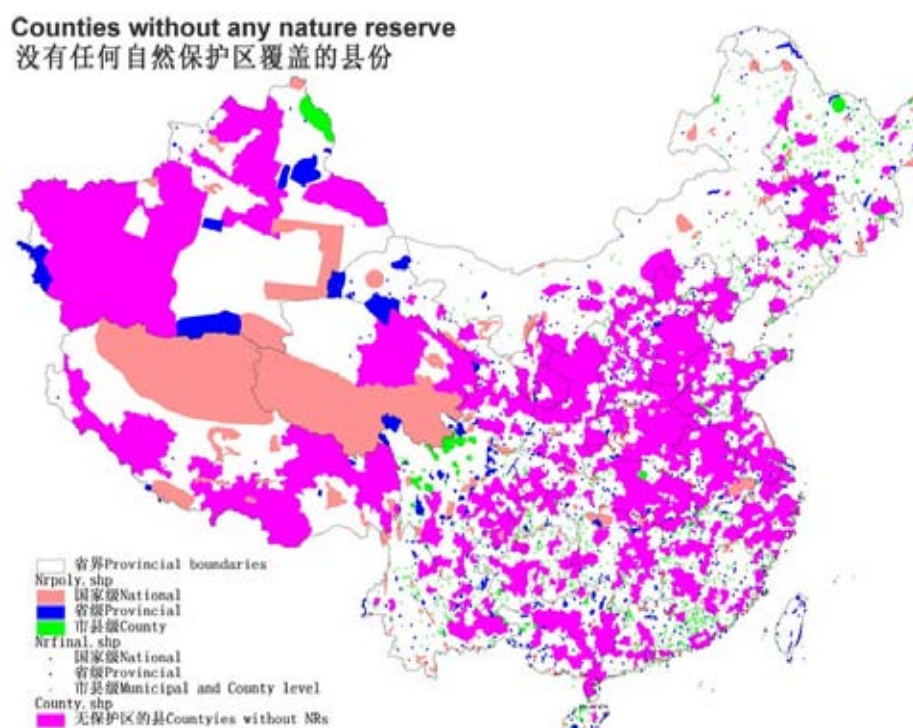 Counties without any nature reserve
没有任何自然保护区覆盖的县份
省界Provincial boundaries
Nrpoly.shp
国家级National
省级Provincial
市县级County
Nrfinal.shp
国家级National
省级Provincial
市县级Municipal and County level
County.shp
无保护区的县Countyies without NRs